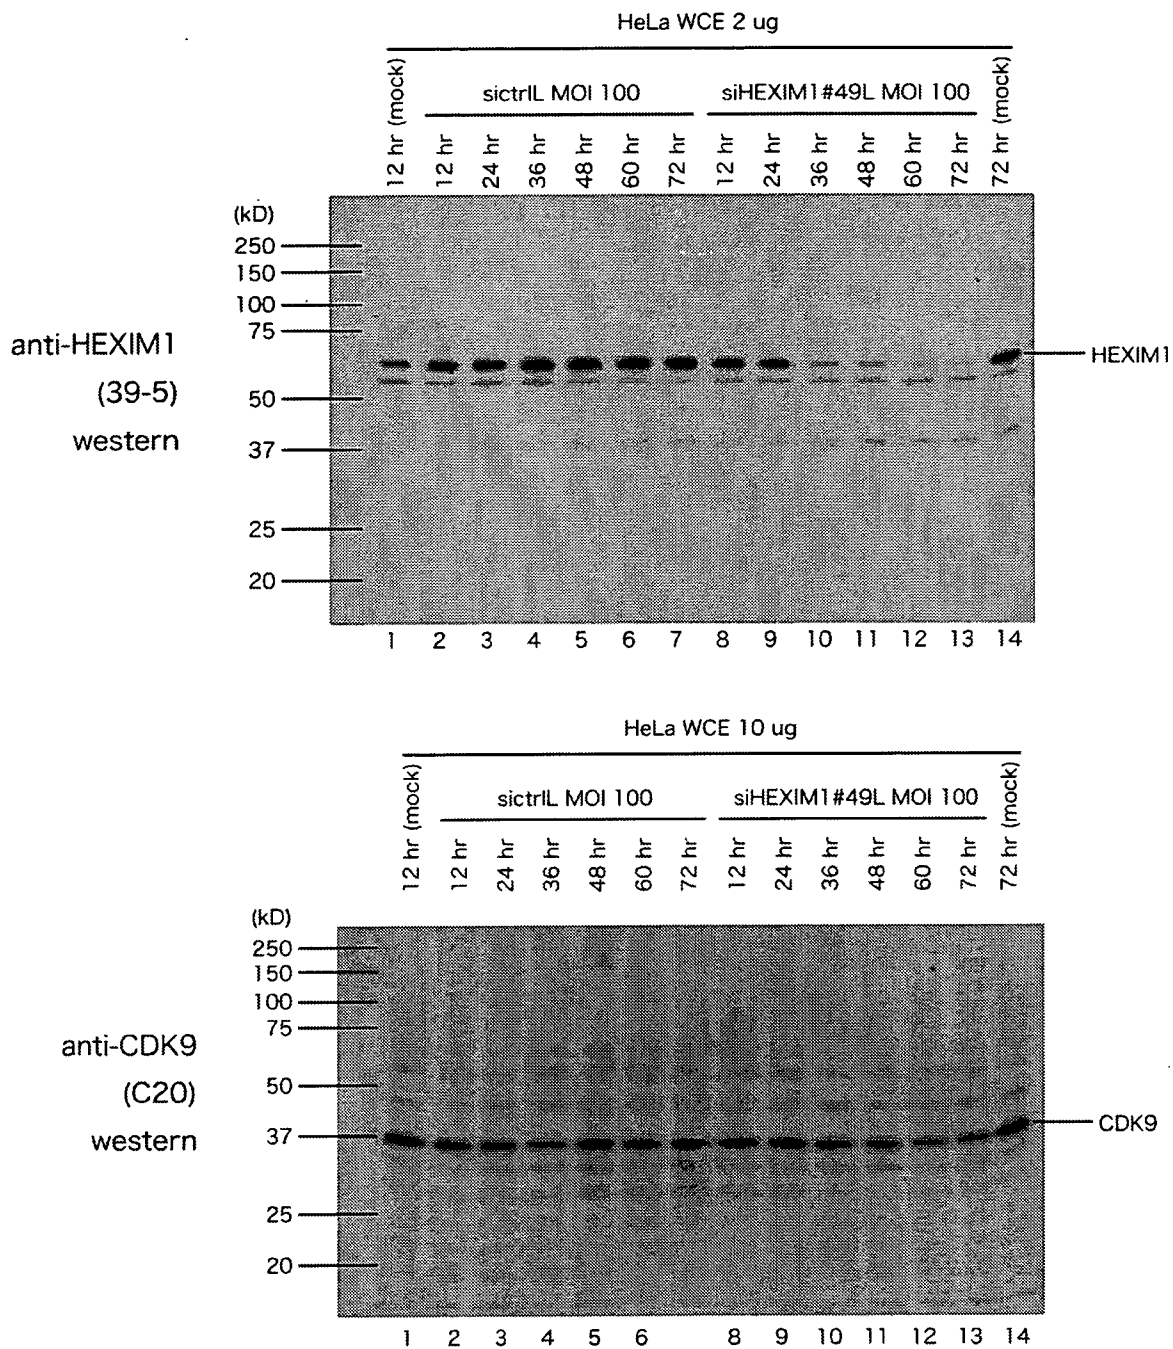 HeLa WCE 2 ug
12 hr (mock)
sictrlL MOI 100
siHEXIM1#49L MOI 100
72 hr (mock)
12 hr
24 hr
36 hr
48 hr
60 hr
72 hr
12 hr
24 hr
36 hr
48 hr
60 hr
72 hr
(kD)
250
150
100
75
50
37
25
20
anti-HEXIM1
(39-5)
western
HEXIM1
1 2 3 4 5 6 7 8 9 10 11 12 13 14
HeLa WCE 10 ug
12 hr (mock)
sictrlL MOI 100
siHEXIM1#49L MOI 100
72 hr (mock)
12 hr
24 hr
36 hr
48 hr
60 hr
72 hr
12 hr
24 hr
36 hr
48 hr
60 hr
72 hr
(kD)
250
150
100
75
50
37
25
20
anti-CDK9
(C20)
western
CDK9
1 2 3 4 5 6 8 9 10 11 12 13 14